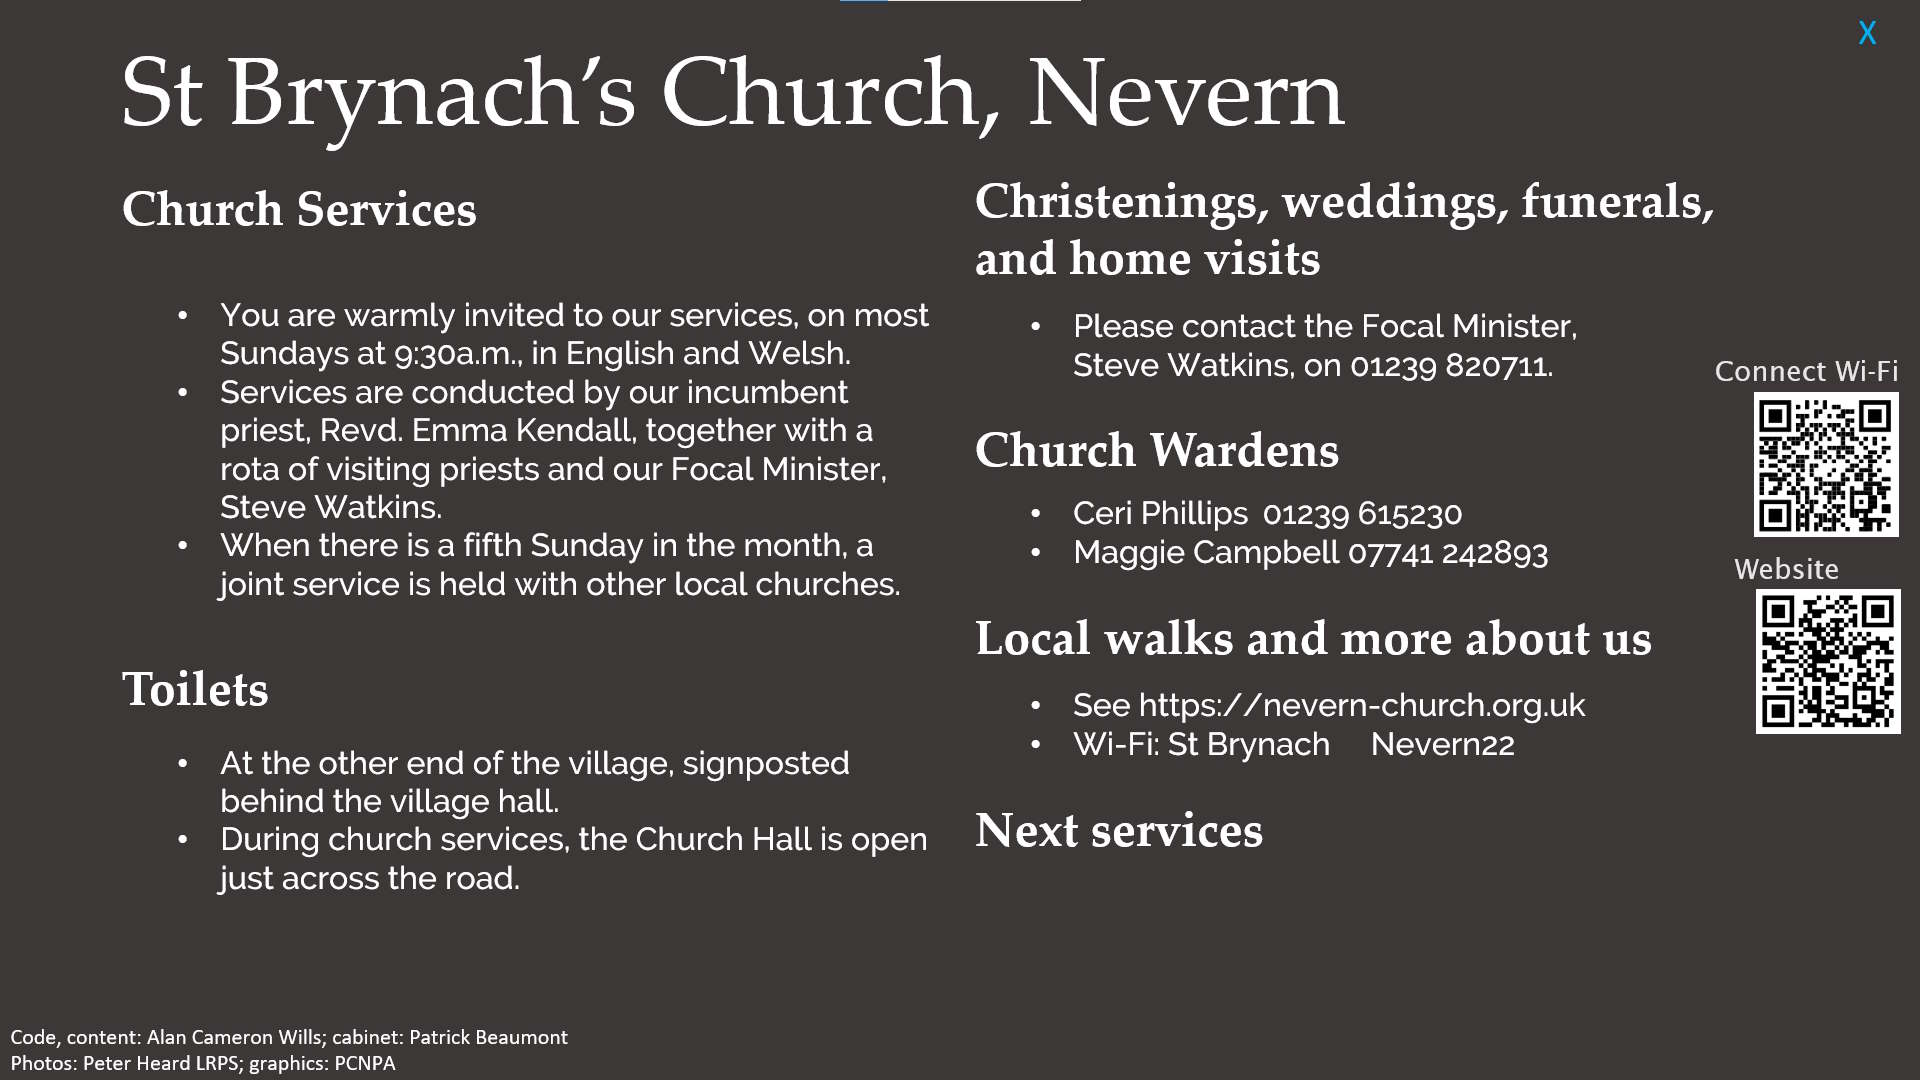 X
St Brynach’s Church, Nevern
Church Services
• You are warmly invited to our services, on most
Sundays at 9:30a.m., in English and Welsh.
• Services are conducted by our incumbent
priest, Revd. Emma Kendall, together with a
rota of visiting priests and our Focal Minister,
Steve Watkins.
• When there is a fifth Sunday in the month, a
joint service is held with other local churches.
Toilets
• At the other end of the village, signposted
behind the village hall.
• During church services, the Church Hall is open
just across the road.
Christenings, weddings, funerals,
and home visits
• Please contact the Focal Minister,
Steve Watkins, on 01239 820711.
Church Wardens
• Ceri Phillips 01239 615230
• Maggie Campbell 07741 242893
Local walks and more about us
• See https://nevern-church.org.uk
• Wi-Fi: St Brynach Nevern22
Next services
Connect Wi-Fi
Website
Code, content: Alan Cameron Wills; cabinet: Patrick Beaumont
Photos: Peter Heard LRPS; graphics: PCNPA